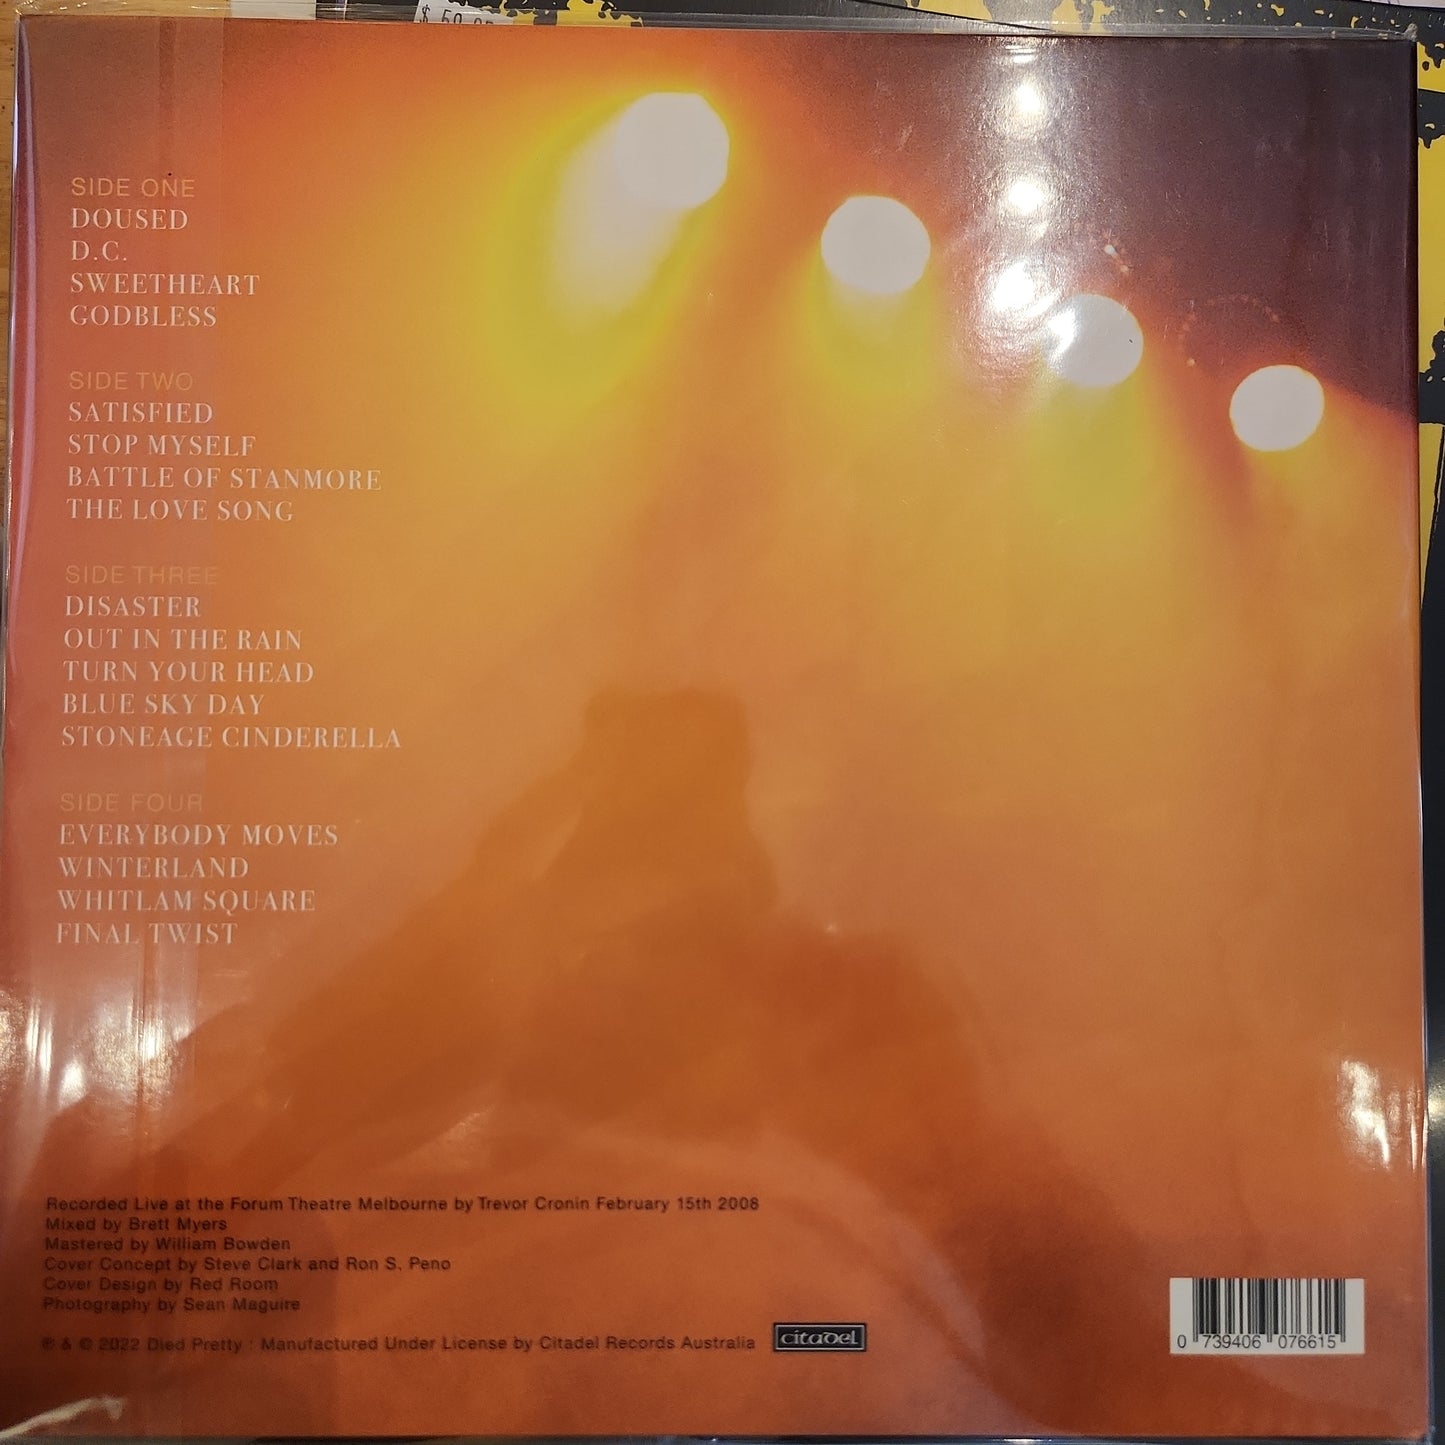 SIDE ONE
DOUSED
D.C.
SWEETHEART
GODBLESS
SIDE TWO
SATISFIED
STOP MYSELF
BATTLE OF STANMORE
THE LOVE SONG
SIDE THREE
DISASTER
OUT IN THE RAIN
TURN YOUR HEAD
BLUE SKY DAY
STONEAGE CINDERELLA
SIDE FOUR
EVERYBODY MOVES
WINTERLAND
WHITLAM SQUARE
FINAL TWIST
Recorded Live at the Forum Theatre Melbourne by Trevor Cronin February 15th 2008
Mixed by Brett Myers
Mastered by William Bowden
Cover Concept by Steve Clark and Ron S. Peno
Cover Design by Red Room
Photography by Sean Maguire
℗ & © 2022 Died Pretty : Manufactured Under License by Citadel Records Australia
citadel
0 739406 076615